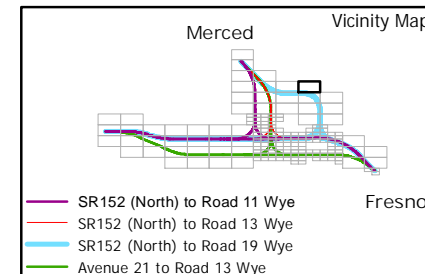 Vicinity Map
Merced
Fresno
SR152 (North) to Road 11 Wye
SR152 (North) to Road 13 Wye
SR152 (North) to Road 19 Wye
Avenue 21 to Road 13 Wye